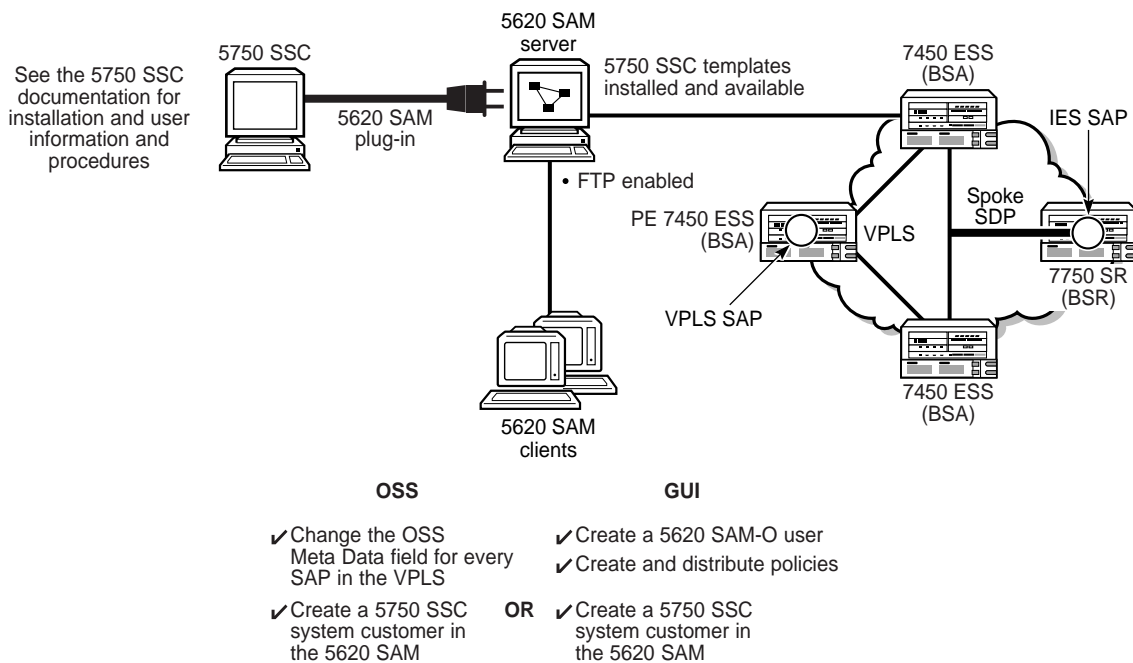 5620 SAM
server
5750 SSC
See the 5750 SSC
documentation for
installation and user
information and
procedures
5620 SAM
plug-in
5750 SSC templates
installed and available
7450 ESS
(BSA)
IES SAP
• FTP enabled
Spoke
SDP
PE 7450 ESS
(BSA)
VPLS
7750 SR
(BSR)
VPLS SAP
7450 ESS
(BSA)
5620 SAM
clients
OSS
✔ Change the OSS
Meta Data field for every
SAP in the VPLS
✔ Create a 5750 SSC
system customer in
the 5620 SAM
OR
GUI
✔ Create a 5620 SAM-O user
✔ Create and distribute policies
✔ Create a 5750 SSC
system customer in
the 5620 SAM